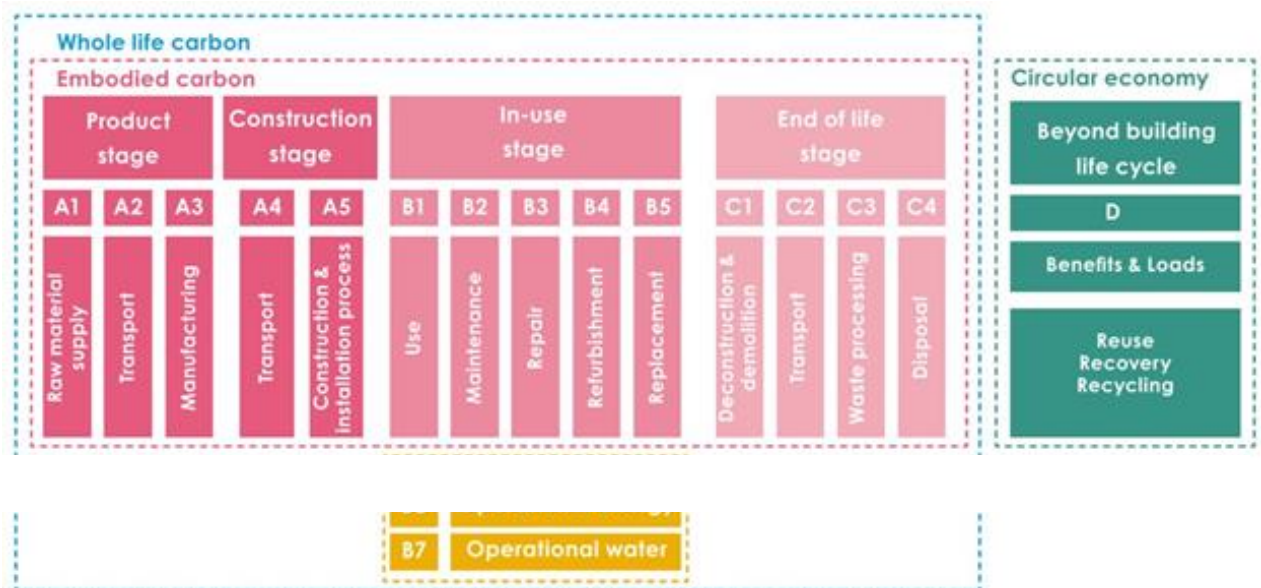 Whole life carbon
Embodied carbon
Circular economy
Product
stage
Construction
stage
In-use
stage
End of life
stage
Beyond building
life cycle
A1 A2 A3 A4 A5 B1 B2 B3 B4 B5 C1 C2 C3 C4
D
Raw material
supply
Transport
Manufacturing
Transport
Construction &
installation process
Use
Maintenance
Repair
Refurbishment
Replacement
Deconstruction &
demolition
Transport
Waste processing
Disposal
Benefits & Loads
Reuse
Recovery
Recycling
B7 Operational water